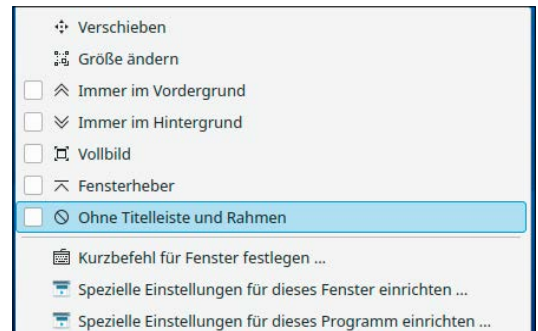 Verschieben
Größe ändern
Immer im Vordergrund
Immer im Hintergrund
Vollbild
Fensterheber
Ohne Titelleiste und Rahmen
Kurzbefehl für Fenster festlegen ...
Spezielle Einstellungen für dieses Fenster einrichten ...
Spezielle Einstellungen für dieses Programm einrichten ...